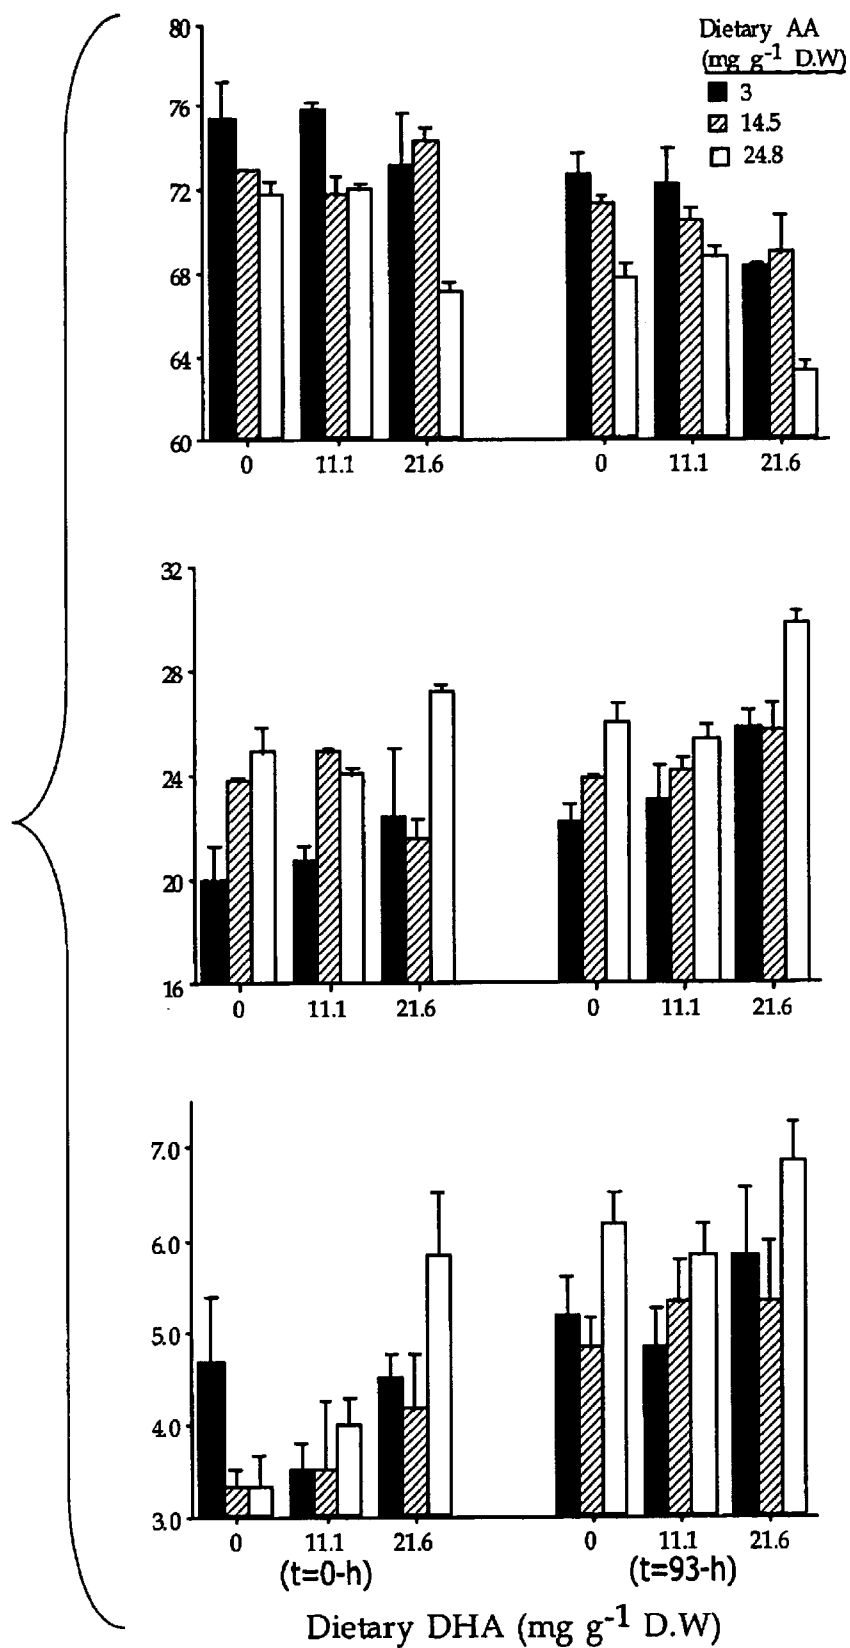 Dietary AA
(mg g-1 D.W)
3
14.5
24.8
80
76
72
68
64
60
0 11.1 21.6 0 11.1 21.6
32
28
24
20
16
0 11.1 21.6 0 11.1 21.6
7.0
6.0
5.0
4.0
3.0
0 11.1 21.6 0 11.1 21.6
(t=0-h) (t=93-h)
Dietary DHA (mg g-1 D.W)